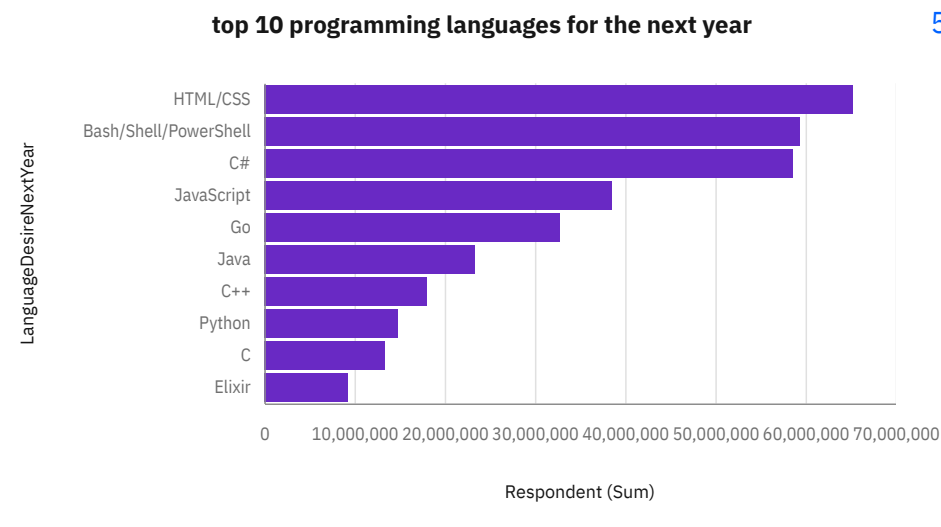 top 10 programming languages for the next year
5
LanguageDesireNextYear
HTML/CSS
Bash/Shell/PowerShell
C#
JavaScript
Go
Java
C++
Python
C
Elixir
0 10,000,000 20,000,000 30,000,000 40,000,000 50,000,000 60,000,000 70,000,000
Respondent (Sum)